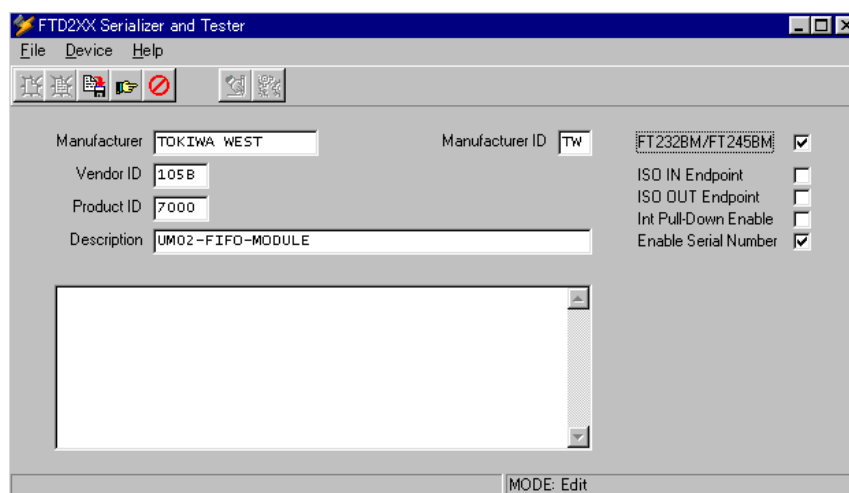 FTD2XX Serializer and Tester
File Device Help
Manufacturer TOKIWA WEST Manufacturer ID TW FT232BM/FT245BM
Vendor ID 105B ISO IN Endpoint
ISO OUT Endpoint
Product ID 7000 Int Pull-Down Enable
Description UM02-FIFO-MODULE Enable Serial Number
MODE: Edit